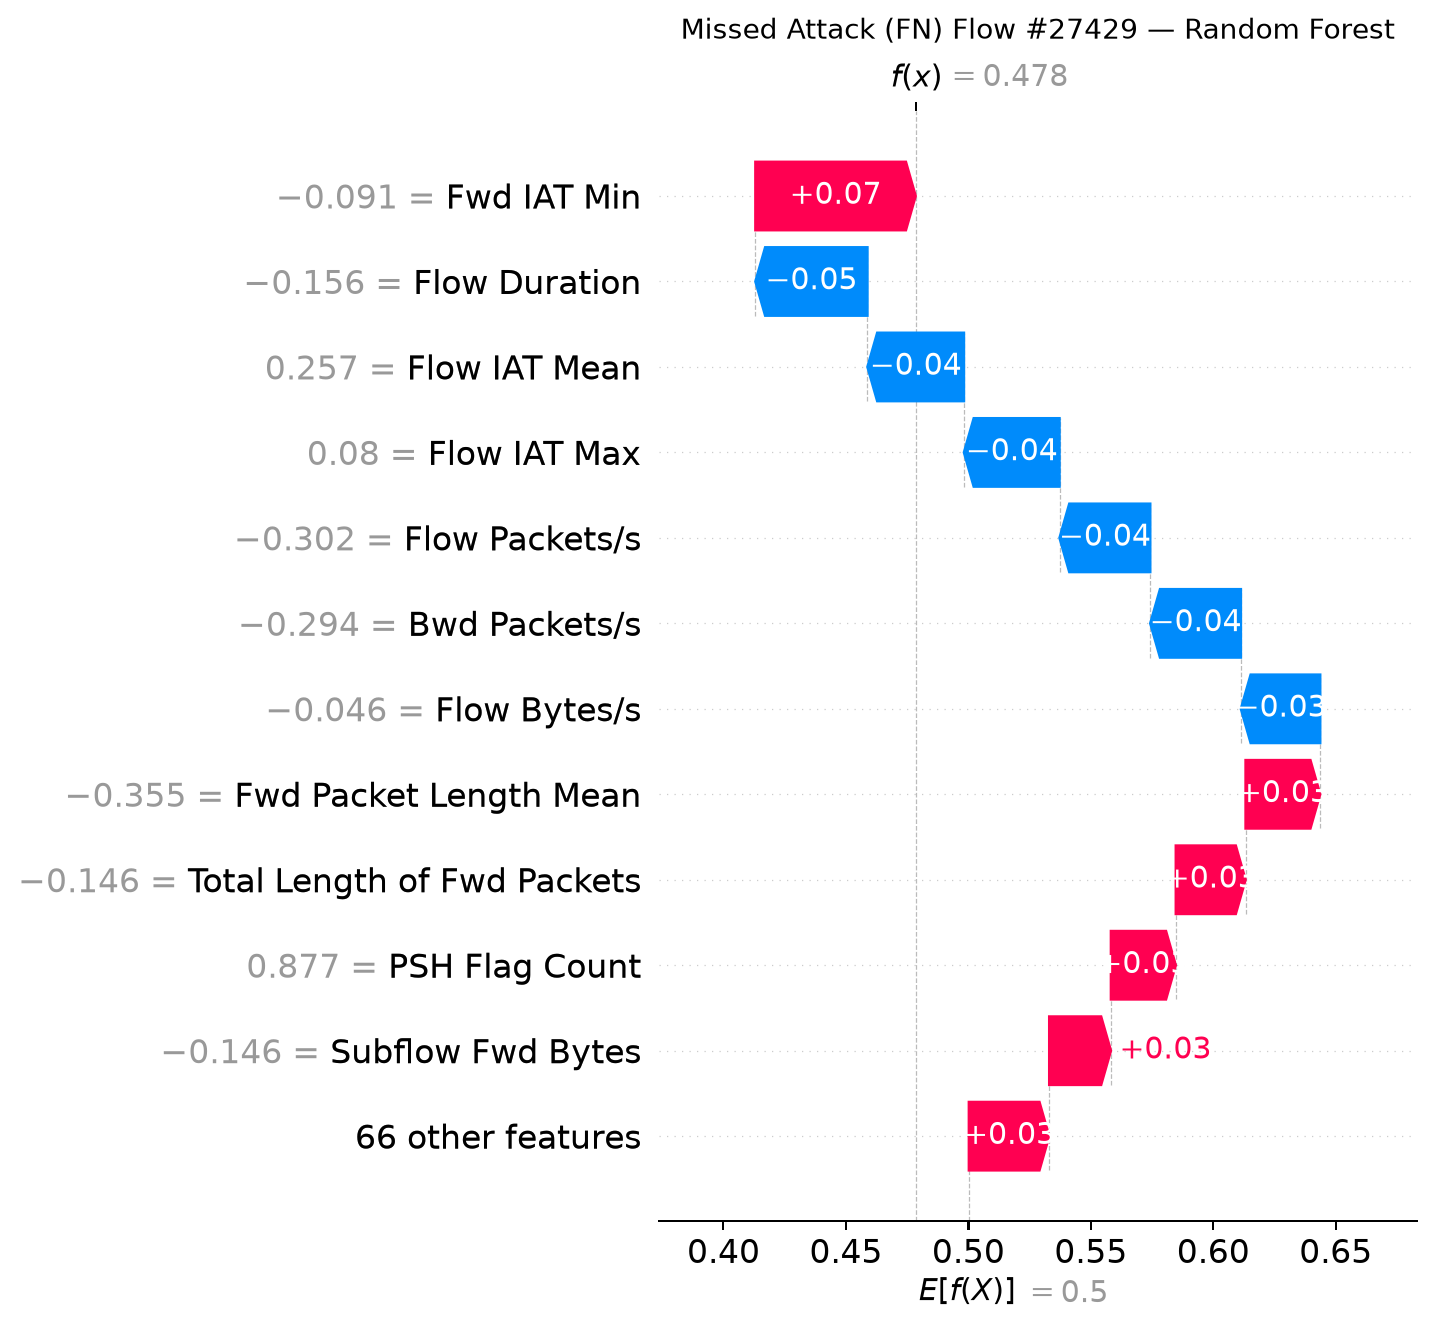 Missed Attack (FN) Flow #27429 — Random Forest
f(x) = 0.478
−0.091 = Fwd IAT Min +0.07
−0.156 = Flow Duration −0.05
0.257 = Flow IAT Mean −0.04
0.08 = Flow IAT Max −0.04
−0.302 = Flow Packets/s −0.04
−0.294 = Bwd Packets/s −0.04
−0.046 = Flow Bytes/s −0.03
−0.355 = Fwd Packet Length Mean +0.03
−0.146 = Total Length of Fwd Packets +0.03
0.877 = PSH Flag Count +0.03
−0.146 = Subflow Fwd Bytes +0.03
66 other features +0.03
0.40 0.45 0.50 0.55 0.60 0.65
E[f(X)] = 0.5